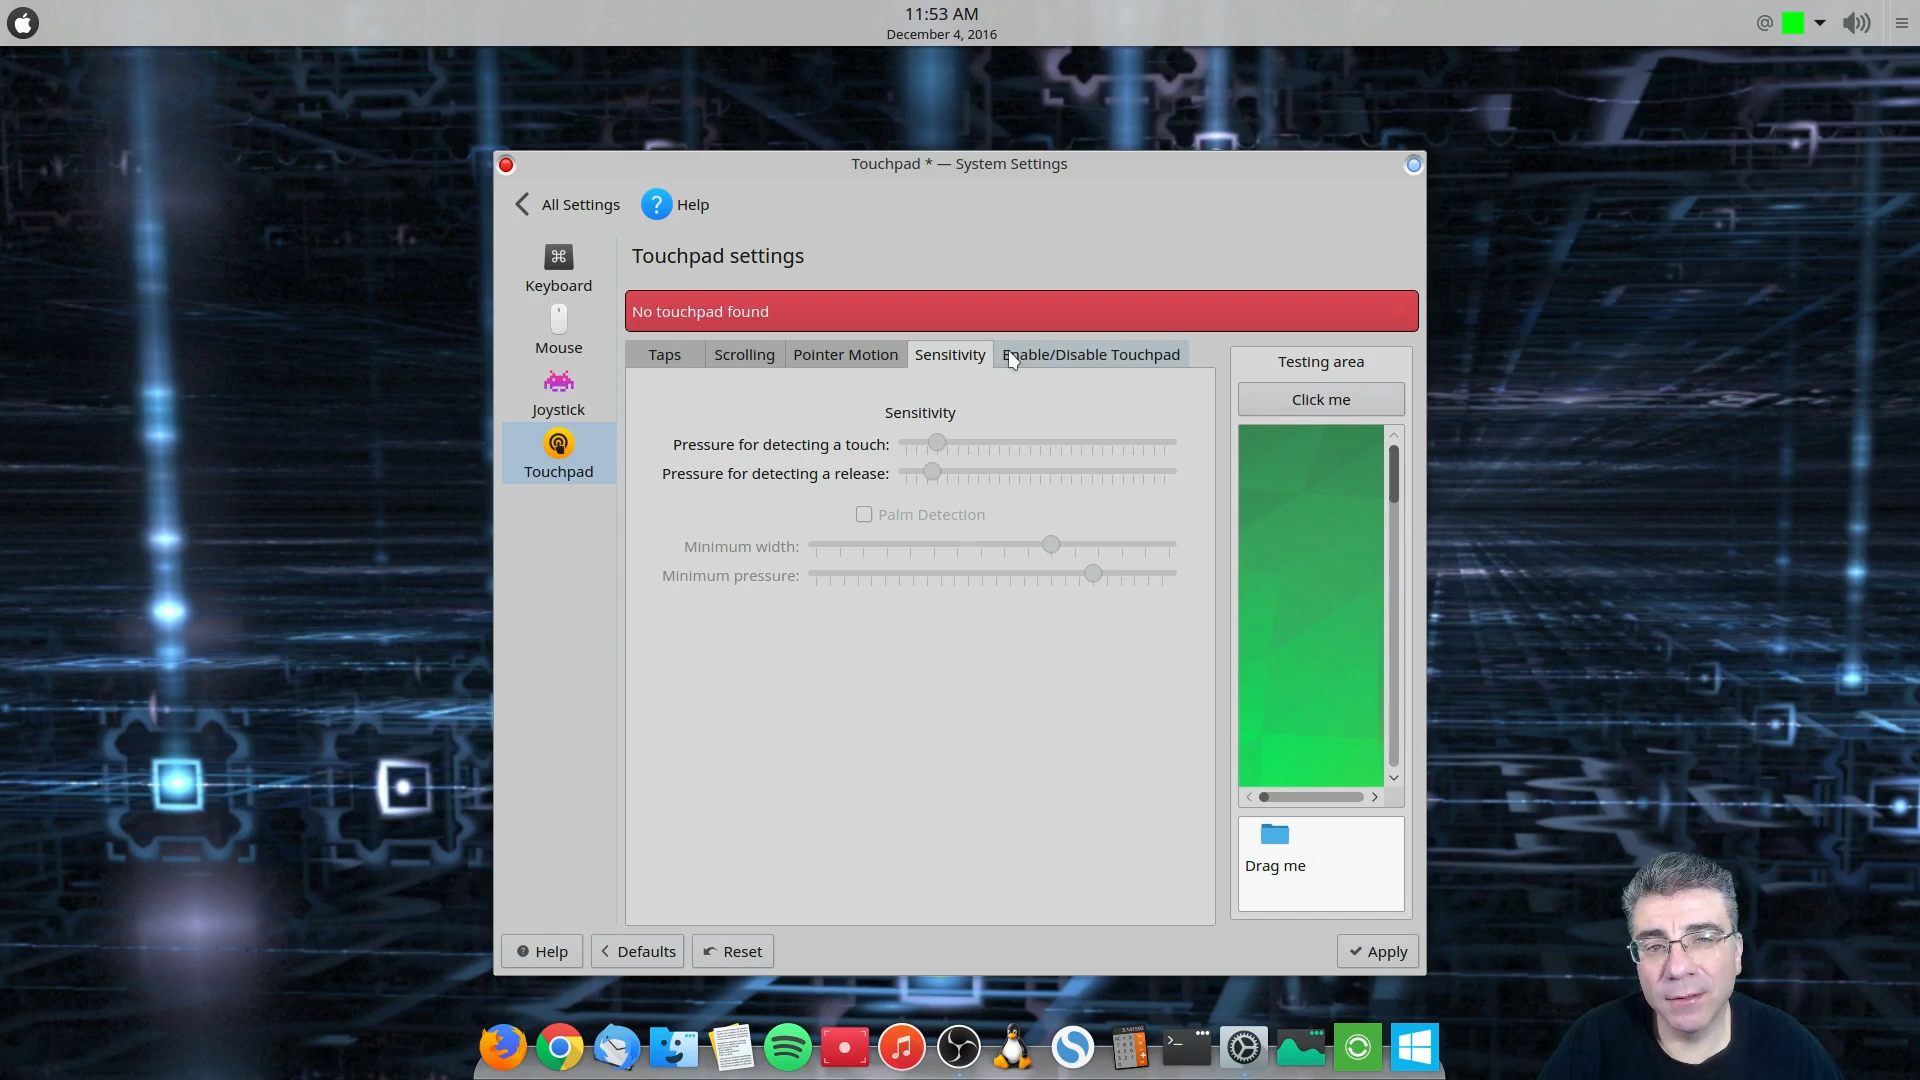 11:53 AM
December 4, 2016
@
Touchpad * — System Settings
All Settings
? Help
Touchpad settings
Keyboard
Mouse
Joystick
Touchpad
No touchpad found
Taps
Scrolling
Pointer Motion
Sensitivity
Enable/Disable Touchpad
Sensitivity
Pressure for detecting a touch:
Pressure for detecting a release:
Palm Detection
Minimum width:
Minimum pressure:
Testing area
Click me
Drag me
Help
Defaults
Reset
Apply